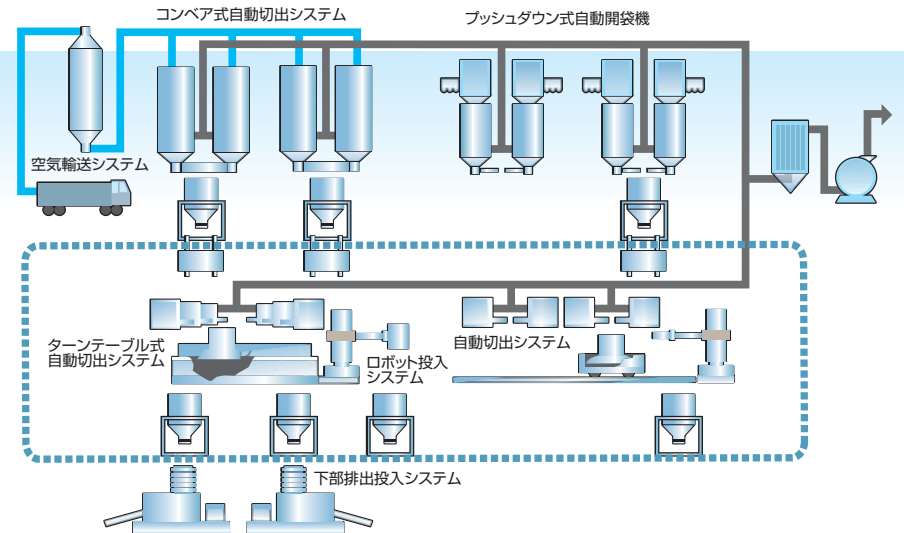 コンベア式自動切出システム
プッシュダウン式自動開袋機
空気輸送システム
ターンテーブル式
自動切出システム
ロボット投入
システム
自動切出システム
下部排出投入システム